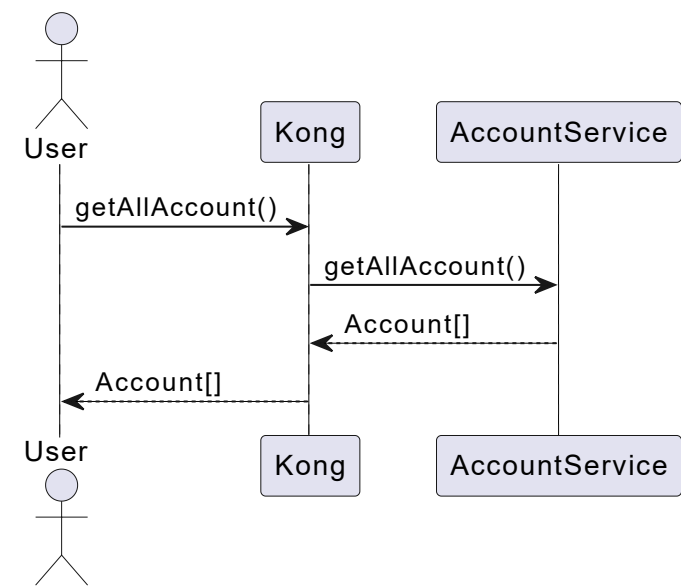 User
Kong
AccountService
getAllAccount()
getAllAccount()
Account[]
Account[]
User
Kong
AccountService